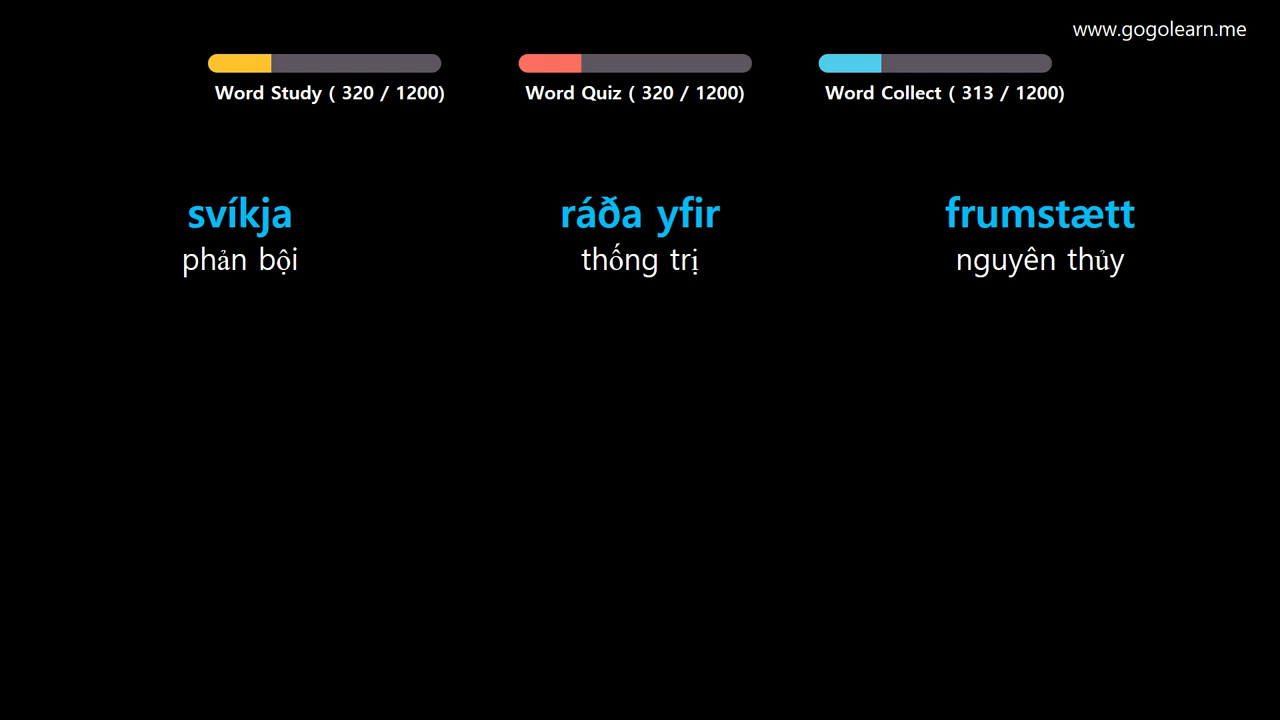 www.gogolearn.me
Word Study ( 320 / 1200)
Word Quiz ( 320 / 1200)
Word Collect ( 313 / 1200)
svíkja
phản bội
ráða yfir
thống trị
frumstætt
nguyên thủy